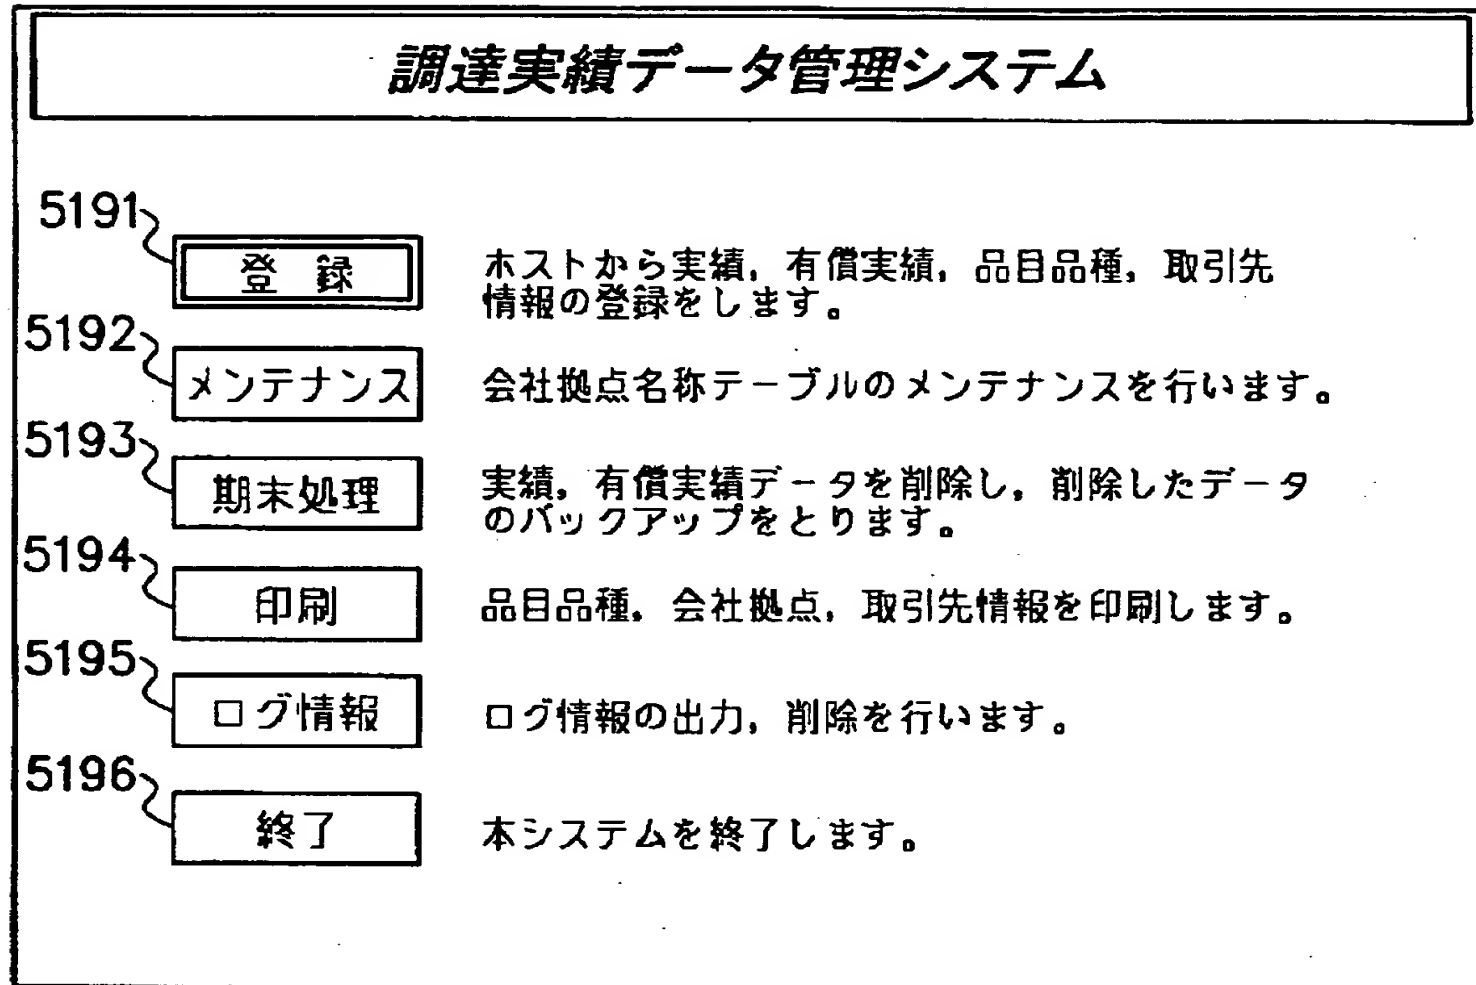 調達実績データ管理システム
5191
登 録
ホストから実績，有償実績，品目品種，取引先
情報の登録をします。
5192
メンテナンス
会社拠点名称テーブルのメンテナンスを行います。
5193
期末処理
実績，有償実績データを削除し，削除したデータ
のバックアップをとります。
5194
印刷
品目品種，会社拠点，取引先情報を印刷します。
5195
ログ情報
ログ情報の出力，削除を行います。
5196
終了
本システムを終了します。